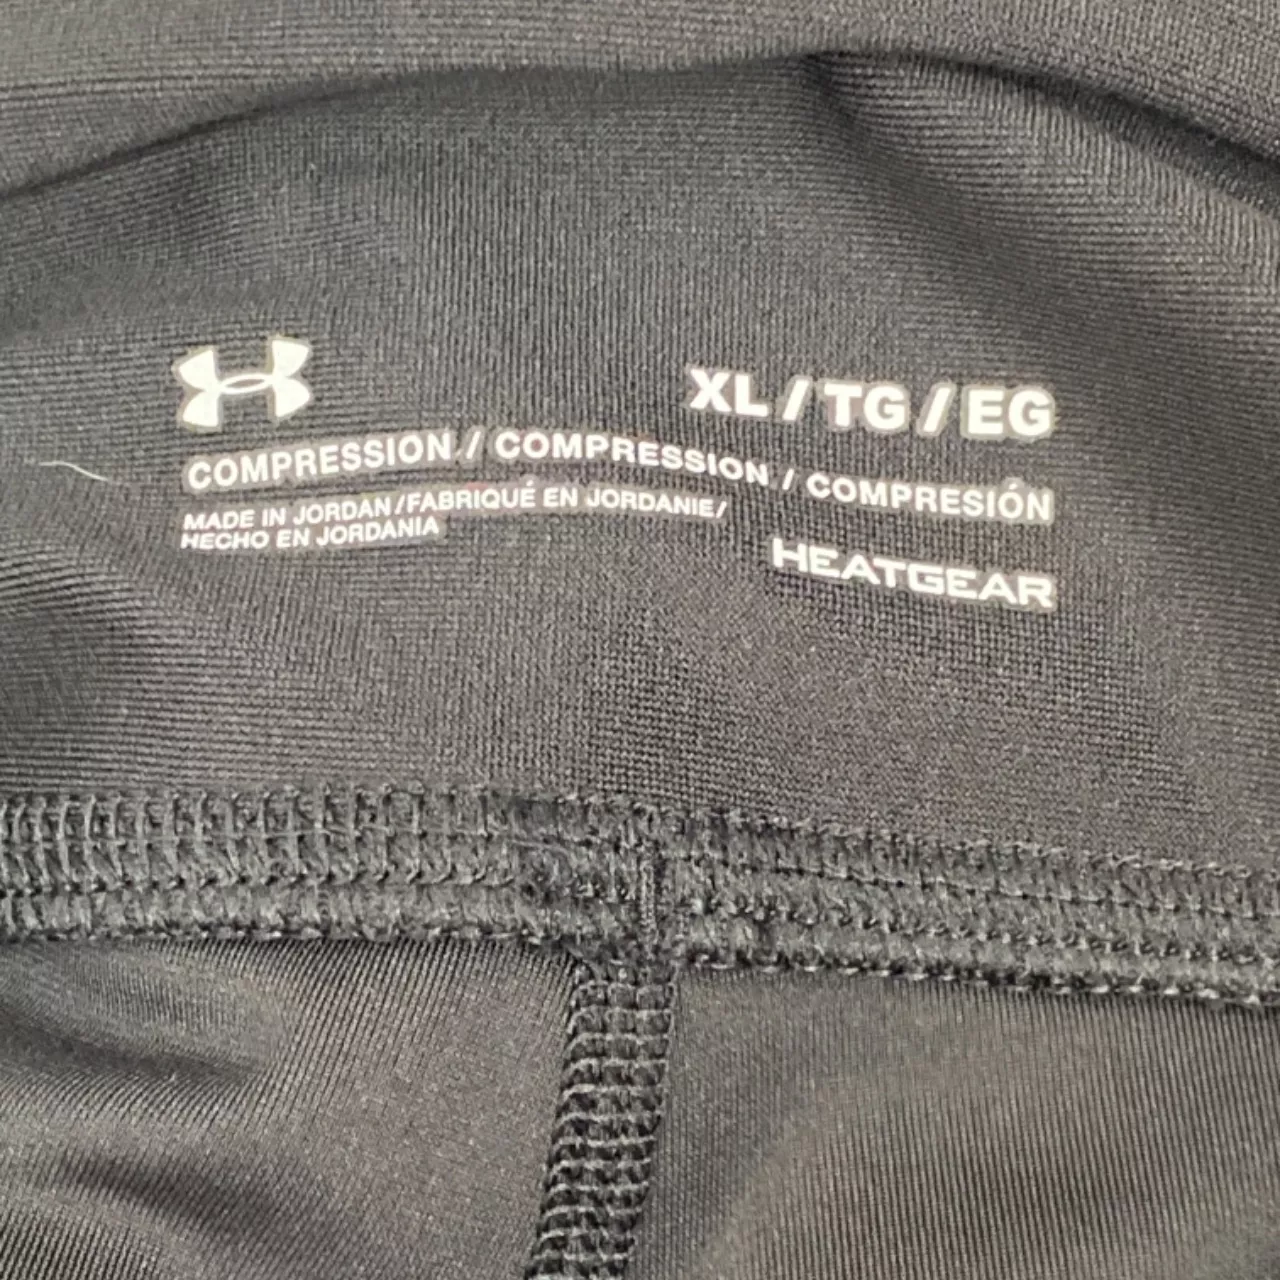 XL / TG / EG
COMPRESSION / COMPRESSION / COMPRESIÓN
MADE IN JORDAN/FABRIQUÉ EN JORDANIE/
HECHO EN JORDANIA
HEATGEAR